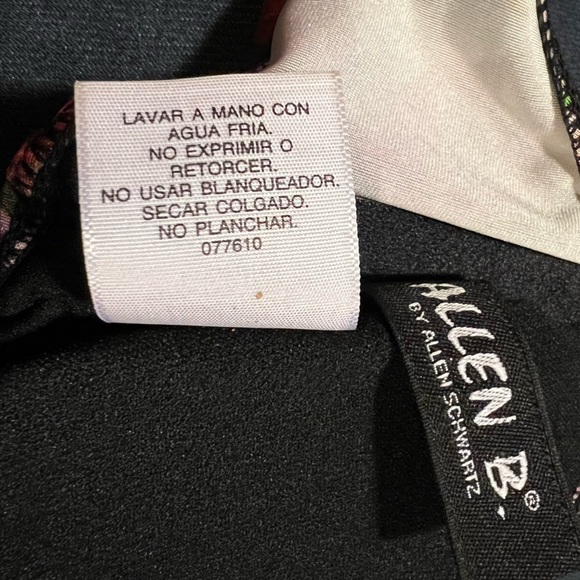 LAVAR A MANO CON
AGUA FRIA.
NO EXPRIMIR O
RETORCER.
NO USAR BLANQUEADOR.
SECAR COLGADO.
NO PLANCHAR.
077610
ALLEN B.®
BY ALLEN SCHWARTZ